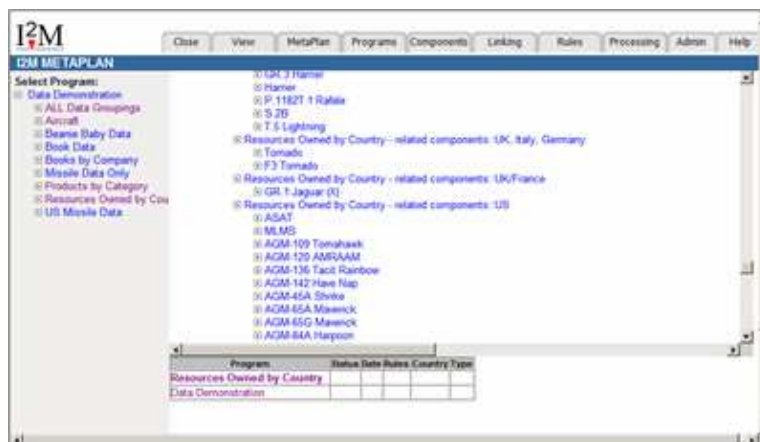 I2M
Close View MetaPlan Programs Components Linking Rules Processing Admin Help
I2M METAPLAN
Select Program:
Data Demonstration
ALL Data Groupings
Aircraft
Beanie Baby Data
Book Data
Books by Company
Missile Data Only
Products by Category
Resources Owned by Cou
US Missile Data
GR.3 Harrier
Harrier
P.1182T 1 Rafale
S.2B
T.5 Lightning
Resources Owned by Country - related components: UK, Italy, Germany
Tornado
F3 Tornado
Resources Owned by Country - related components: UK/France
GR.1 Jaguar (X)
Resources Owned by Country - related components: US
ASAT
MLMS
AGM-109 Tomahawk
AGM-120 AMRAAM
AGM-136 Tacit Rainbow
AGM-142 Have Nap
AGM-45A Shrike
AGM-65A Maverick
AGM-65G Maverick
AGM-84A Harpoon
Program Status Date Rules Country Type
Resources Owned by Country
Data Demonstration